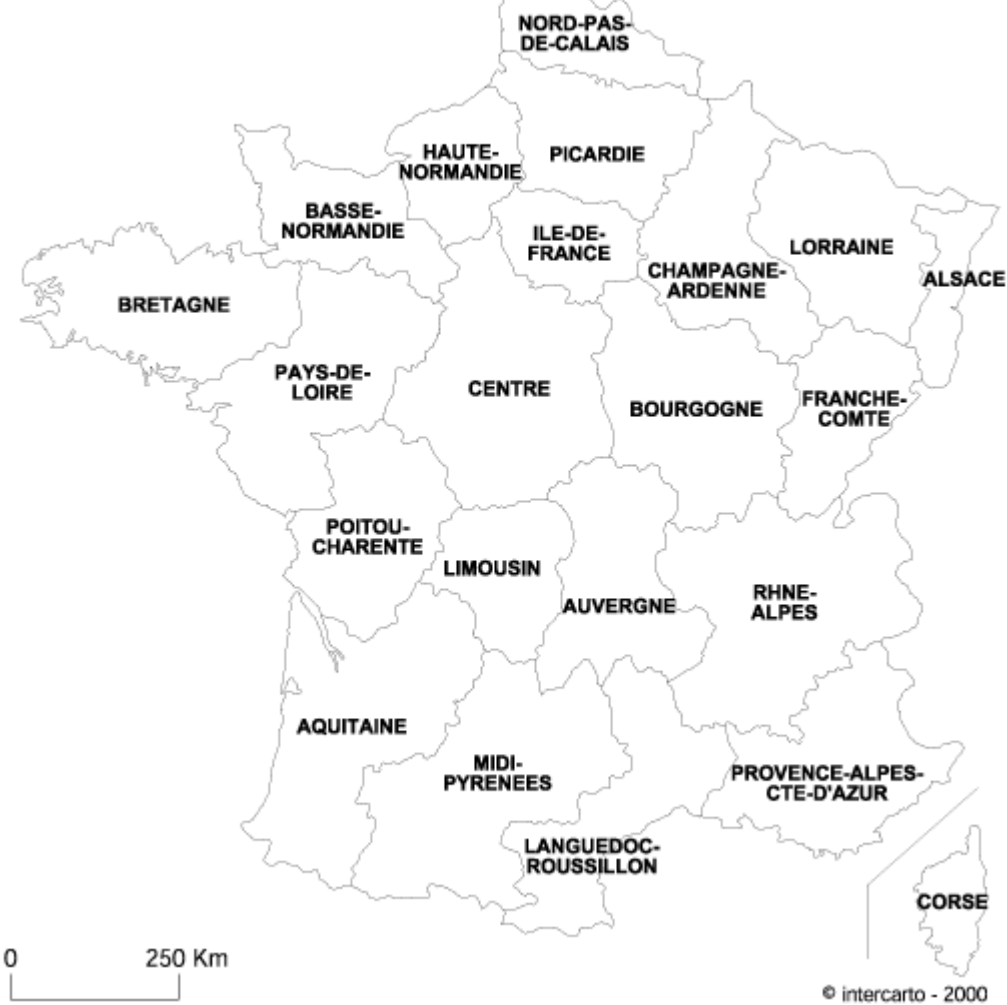 NORD-PAS-
DE-CALAIS
HAUTE-
NORMANDIE
PICARDIE
BASSE-
NORMANDIE
ILE-DE-
FRANCE
LORRAINE
CHAMPAGNE-
ARDENNE
ALSACE
BRETAGNE
PAYS-DE-
LOIRE
CENTRE
BOURGOGNE
FRANCHE-
COMTE
POITOU-
CHARENTE
LIMOUSIN
AUVERGNE
RHNE-
ALPES
AQUITAINE
MIDI-
PYRENEES
PROVENCE-ALPES-
CTE-D'AZUR
LANGUEDOC-
ROUSSILLON
CORSE
0 250 Km
© intercarto - 2000